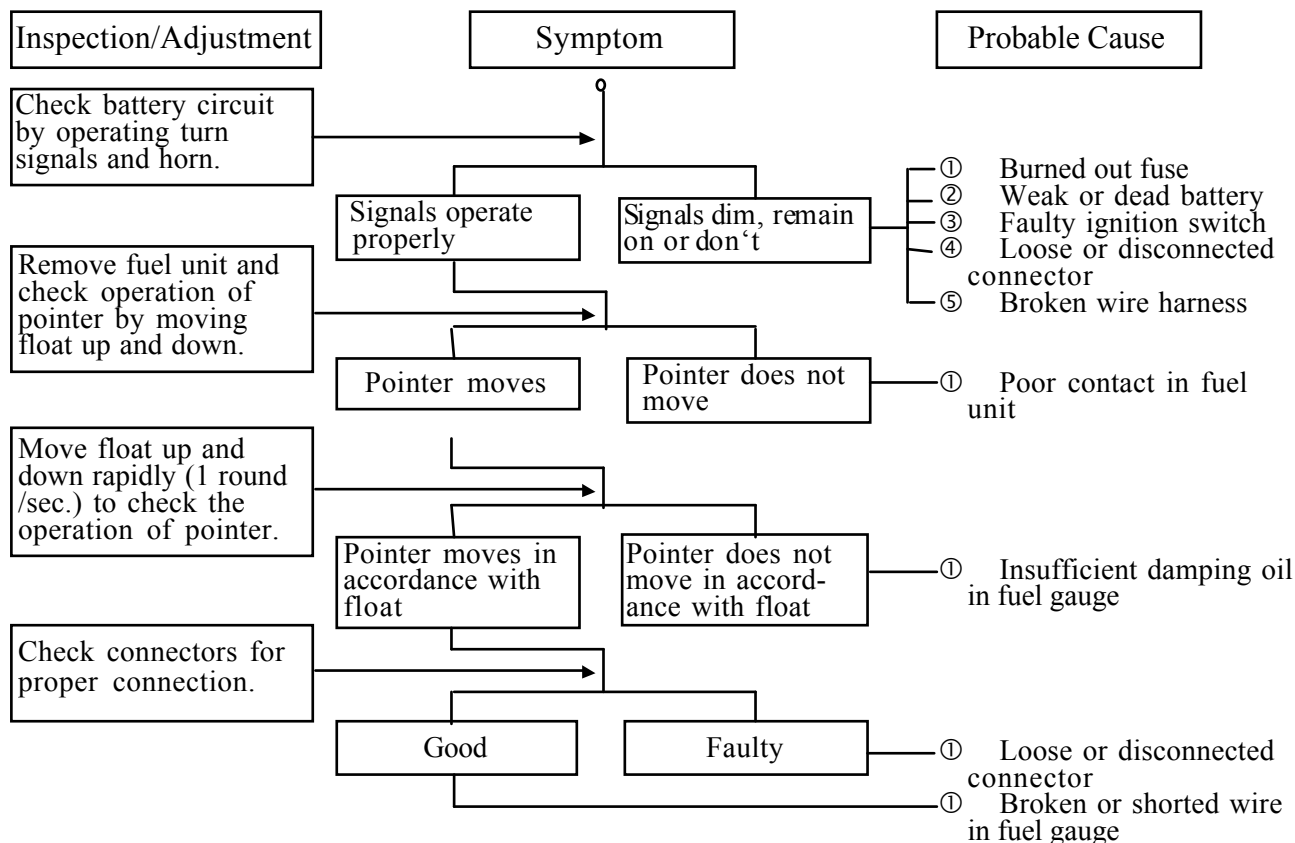 Inspection/Adjustment
Symptom
Probable Cause
Check battery circuit
by operating turn
signals and horn.
Signals operate
properly
Signals dim, remain
on or don‘t
① Burned out fuse
② Weak or dead battery
③ Faulty ignition switch
④ Loose or disconnected
connector
⑤ Broken wire harness
Remove fuel unit and
check operation of
pointer by moving
float up and down.
Pointer moves
Pointer does not
move
① Poor contact in fuel
unit
Move float up and
down rapidly (1 round
/sec.) to check the
operation of pointer.
Pointer moves in
accordance with
float
Pointer does not
move in accord-
ance with float
① Insufficient damping oil
in fuel gauge
Check connectors for
proper connection.
Good
Faulty
① Loose or disconnected
connector
① Broken or shorted wire
in fuel gauge